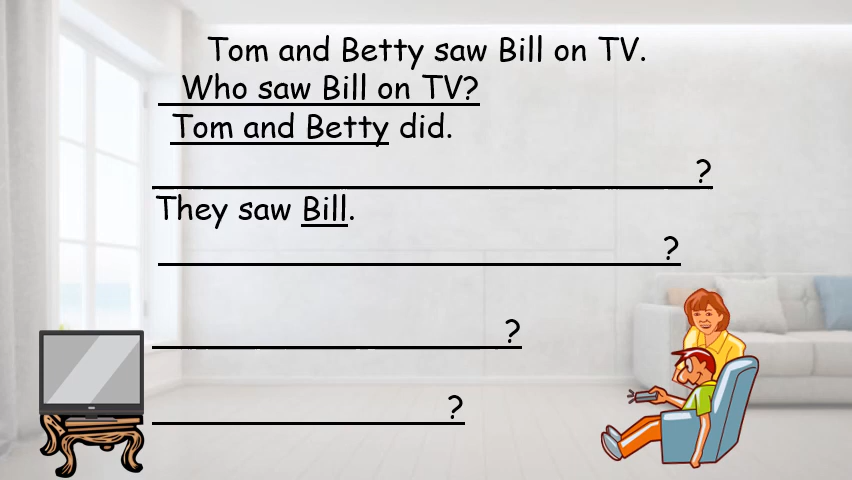 Tom and Betty saw Bill on TV.
Who saw Bill on TV?
Tom and Betty did.
?
They saw Bill.
?
?
?